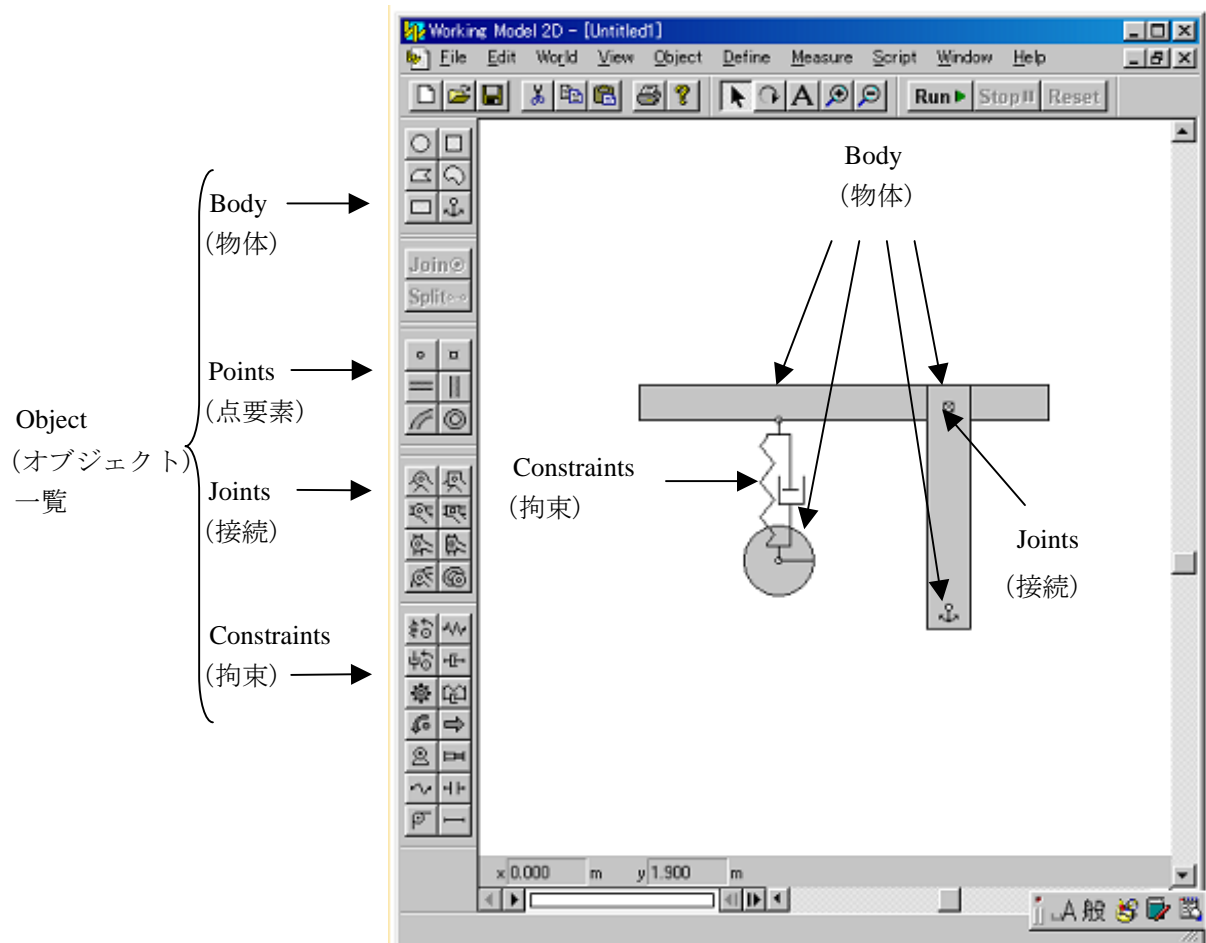 Working Model 2D - [Untitled1]
File Edit World View Object Define Measure Script Window Help
A Run Stop Reset
Object
(オブジェクト)
一覧
Body
(物体)
Points
(点要素)
Joints
(接続)
Constraints
(拘束)
Join
Split
Body
(物体)
Constraints
(拘束)
Joints
(接続)
x 0.000 m y 1.900 m
A 般